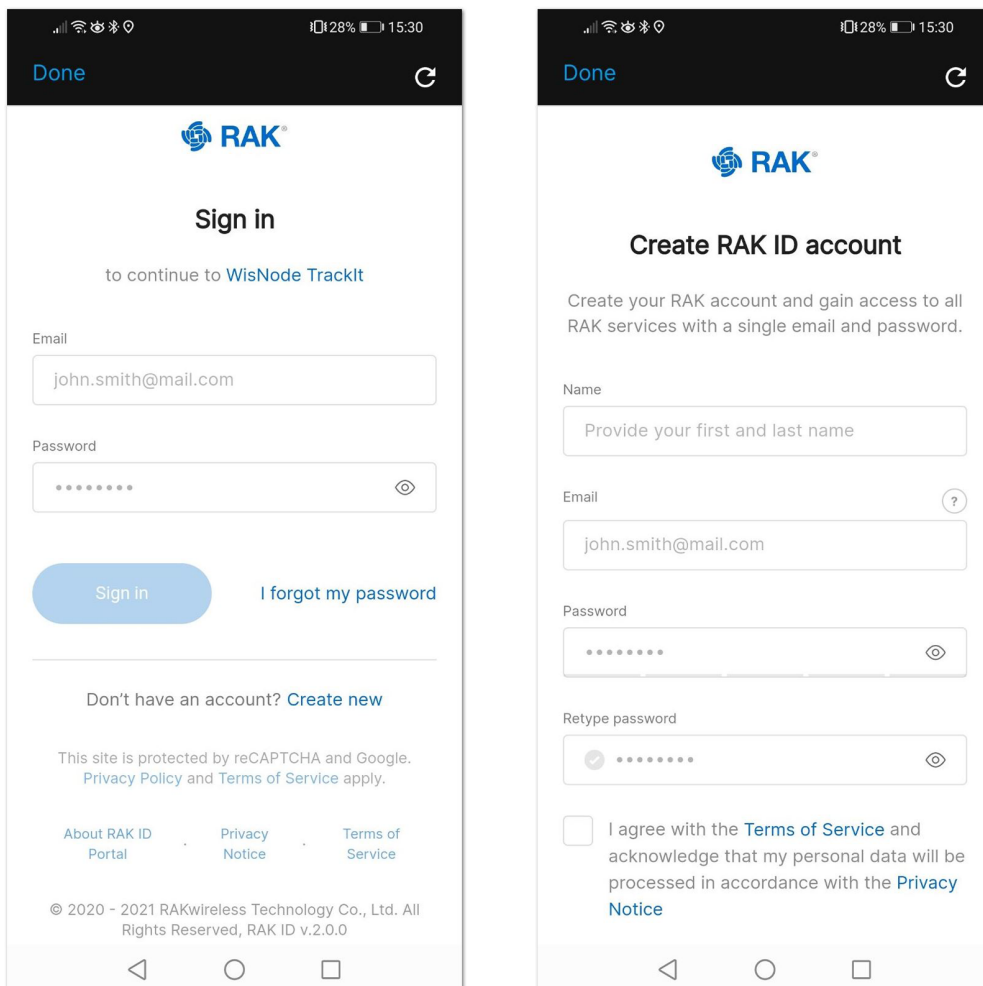 28% 15:30
Done
RAK®
Sign in
to continue to WisNode TrackIt
Email
john.smith@mail.com
Password
Sign in
I forgot my password
Don't have an account? Create new
This site is protected by reCAPTCHA and Google.
Privacy Policy and Terms of Service apply.
About RAK ID
Portal
·
Privacy
Notice
·
Terms of
Service
© 2020 - 2021 RAKwireless Technology Co., Ltd. All
Rights Reserved, RAK ID v.2.0.0
28% 15:30
Done
RAK®
Create RAK ID account
Create your RAK account and gain access to all
RAK services with a single email and password.
Name
Provide your first and last name
Email
?
john.smith@mail.com
Password
Retype password
I agree with the Terms of Service and
acknowledge that my personal data will be
processed in accordance with the Privacy
Notice